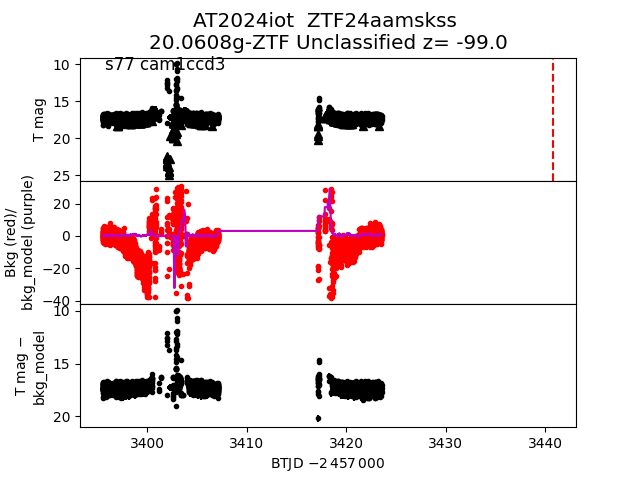 AT2024iot  ZTF24aamskss
20.0608g-ZTF Unclassified z= -99.0
s77 cam1ccd3
10
15
20
25
T mag
20
0
−20
−40
Bkg (red)/
bkg_model (purple)
10
15
20
T mag −
bkg_model
3400
3410
3420
3430
3440
BTJD −2 457 000